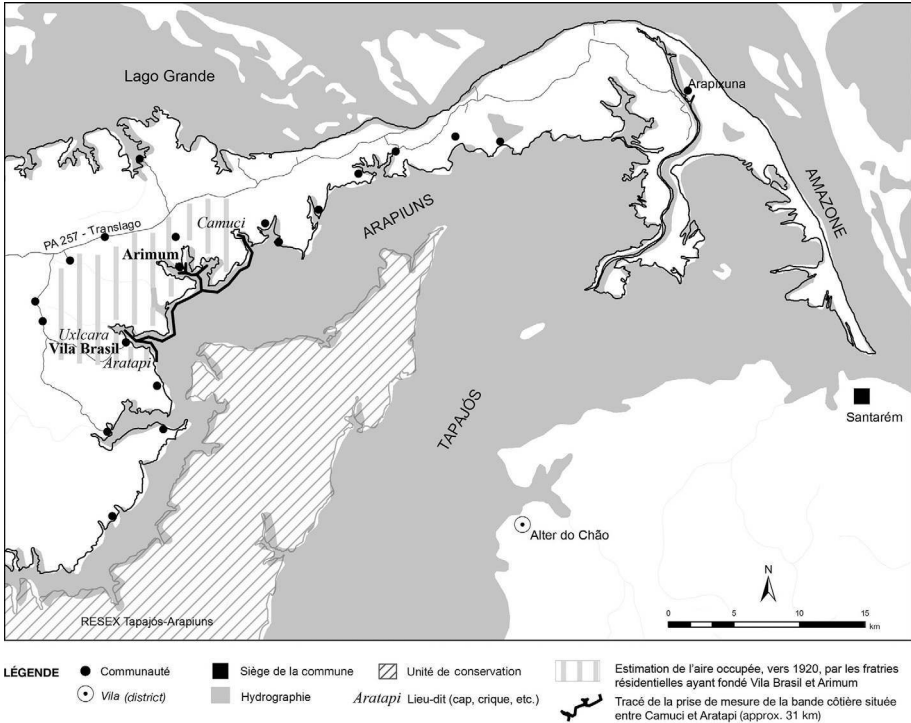 Lago Grande
Arapixuna
AMAZONE
ARAPIUNS
Camuci
PA 257 - Translago
Arimum
Uxlcara
Vila Brasil
Aratapi
TAPAJÓS
Santarém
Alter do Chão
N
RESEX Tapajós-Arapiuns
0 5 10 15
km
LÉGENDE
Communauté
Siège de la commune
Unité de conservation
Estimation de l'aire occupée, vers 1920, par les fratries
résidentielles ayant fondé Vila Brasil et Arimum
Vila (district)
Hydrographie
Aratapi Lieu-dit (cap, crique, etc.)
Tracé de la prise de mesure de la bande côtière située
entre Camuci et Aratapi (approx. 31 km)